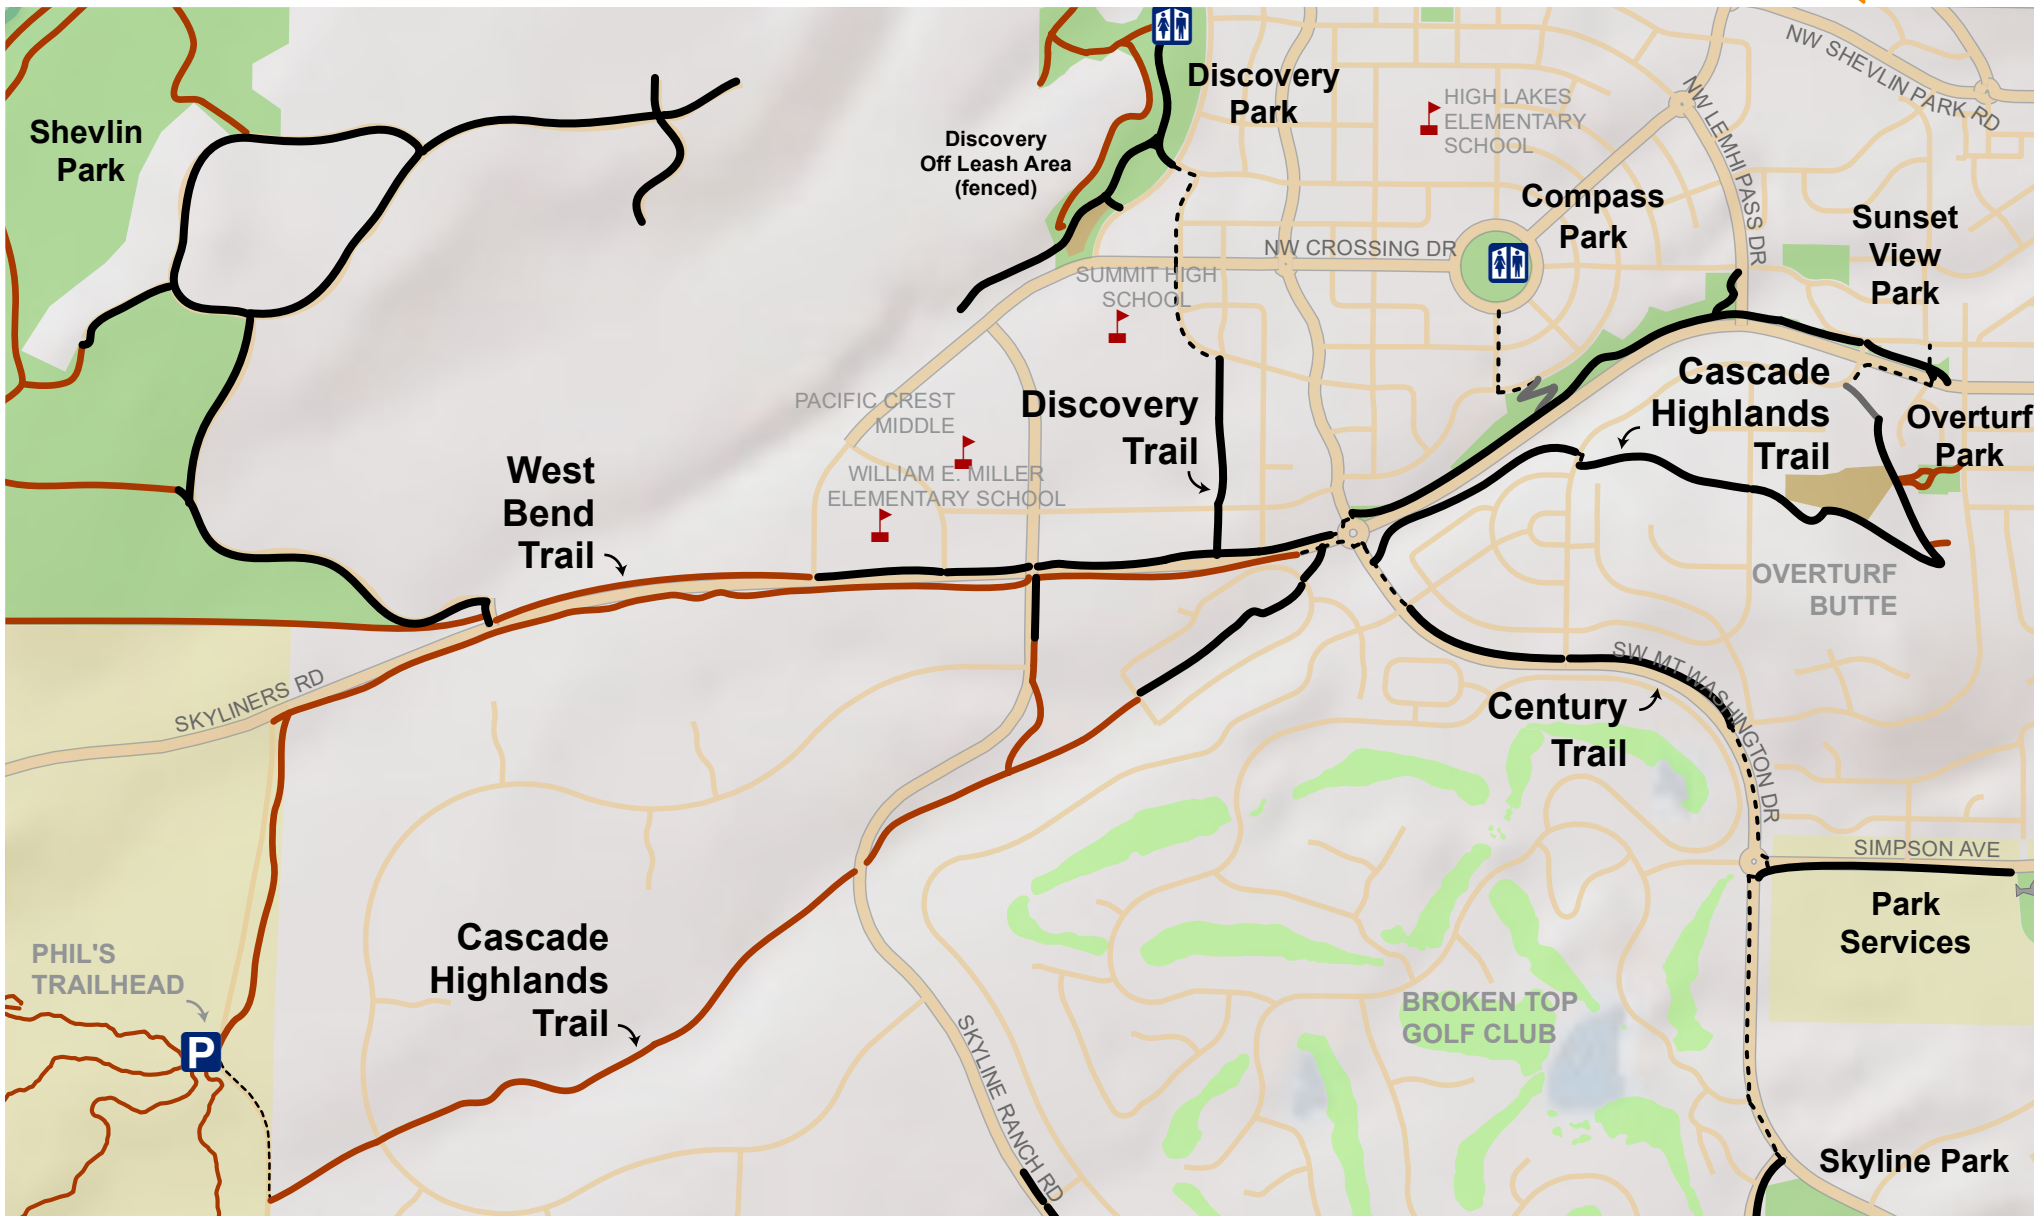 NW SHEVLIN PARK RD
Discovery
Park
HIGH LAKES
ELEMENTARY
SCHOOL
NW LEMHI PASS DR
Shevlin
Park
Discovery
Off Leash Area
(fenced)
Compass
Park
Sunset
View
Park
NW CROSSING DR
SUMMIT HIGH
SCHOOL
Cascade
Highlands
Trail
PACIFIC CREST
MIDDLE
Discovery
Trail
Overturf
Park
West
Bend
Trail
WILLIAM E. MILLER
ELEMENTARY SCHOOL
OVERTURF
BUTTE
SKYLINERS RD
SW MT WASHINGTON DR
Century
Trail
SIMPSON AVE
Park
Services
Cascade
Highlands
Trail
PHIL'S
TRAILHEAD
P
BROKEN TOP
GOLF CLUB
SKYLINE RANCH RD
Skyline Park